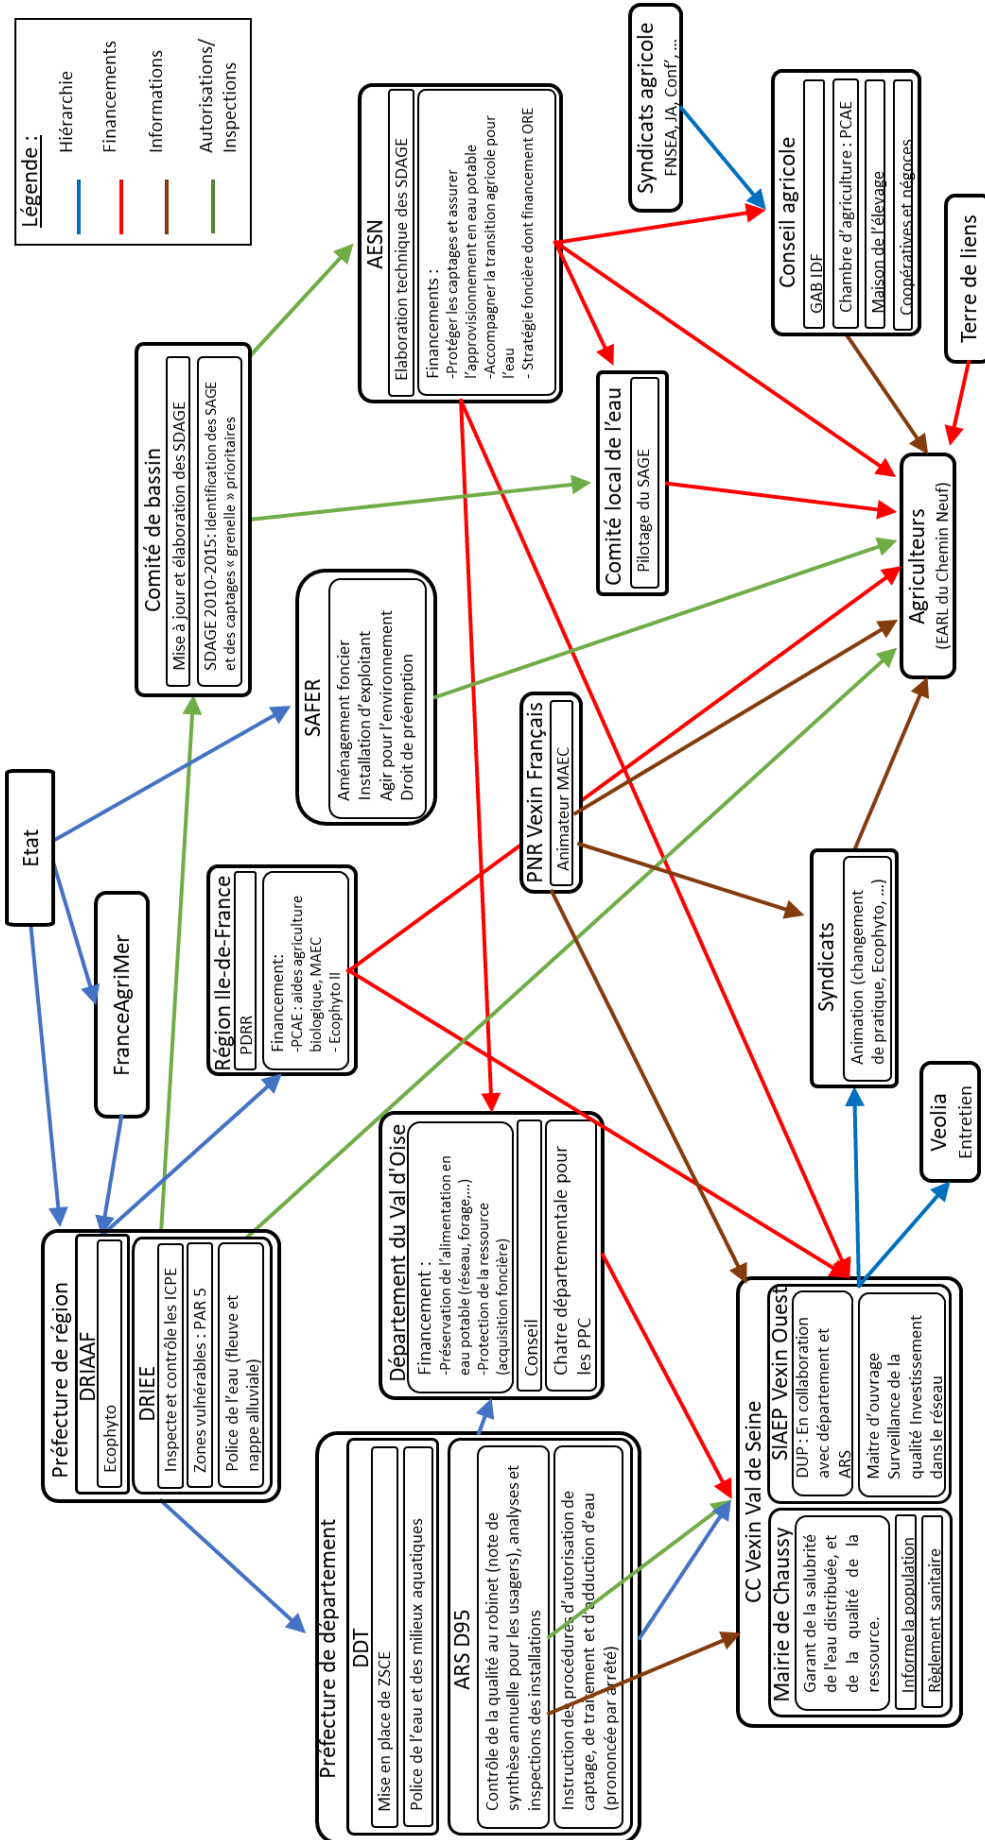 Légende :
Hiérarchie
Financements
Informations
Autorisations/
Inspections
Etat
FranceAgriMer
Préfecture de région
DRIAAF
Ecophyto
DRIEE
Inspecte et contrôle les ICPE
Zones vulnérables : PAR 5
Police de l'eau (fleuve et
nappe alluviale)
Comité de bassin
Mise à jour et élaboration des SDAGE
SDAGE 2010-2015: Identification des SAGE
et des captages « grenelle » prioritaires
Région Ile-de-France
PDRR
Financement:
-PCAE : aides agriculture
biologique, MAEC
- Ecophyto II
SAFER
Aménagement foncier
Installation d'exploitant
Agir pour l'environnement
Droit de préemption
AESN
Elaboration technique des SDAGE
Financements :
-Protéger les captages et assurer
l'approvisionnement en eau potable
-Accompagner la transition agricole pour
l'eau
- Stratégie foncière dont financement ORE
Préfecture de département
DDT
Mise en place de ZSCE
Police de l'eau et des milieux aquatiques
ARS D95
Contrôle de la qualité au robinet (note de
synthèse annuelle pour les usagers), analyses et
inspections des installations
Instruction des procédures d'autorisation de
captage, de traitement et d'adduction d'eau
(prononcée par arrêté)
Département du Val d'Oise
Financement :
-Préservation de l'alimentation en
eau potable (réseau, forage,...)
-Protection de la ressource
(acquisition foncière)
Conseil
Chatre départementale pour
les PPC
PNR Vexin Français
Animateur MAEC
Comité local de l'eau
Pilotage du SAGE
Syndicats agricole
FNSEA, JA, Conf', ...
Conseil agricole
GAB IDF
Chambre d'agriculture : PCAE
Maison de l'élevage
Coopératives et négoces
CC Vexin Val de Seine
Mairie de Chaussy
Garant de la salubrité
de l'eau distribuée, et
de la qualité de la
ressource.
Informe la population
Règlement sanitaire
SIAEP Vexin Ouest
DUP : En collaboration
avec département et
ARS
Maitre d'ouvrage
Surveillance de la
qualité Investissement
dans le réseau
Syndicats
Animation (changement
de pratique, Ecophyto, ...)
Veolia
Entretien
Agriculteurs
(EARL du Chemin Neuf)
Terre de liens